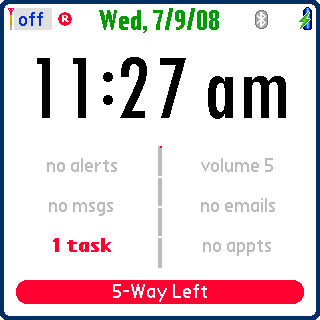 off R Wed, 7/9/08
11:27 am
no alerts volume 5
no msgs no emails
1 task no appts
5-Way Left